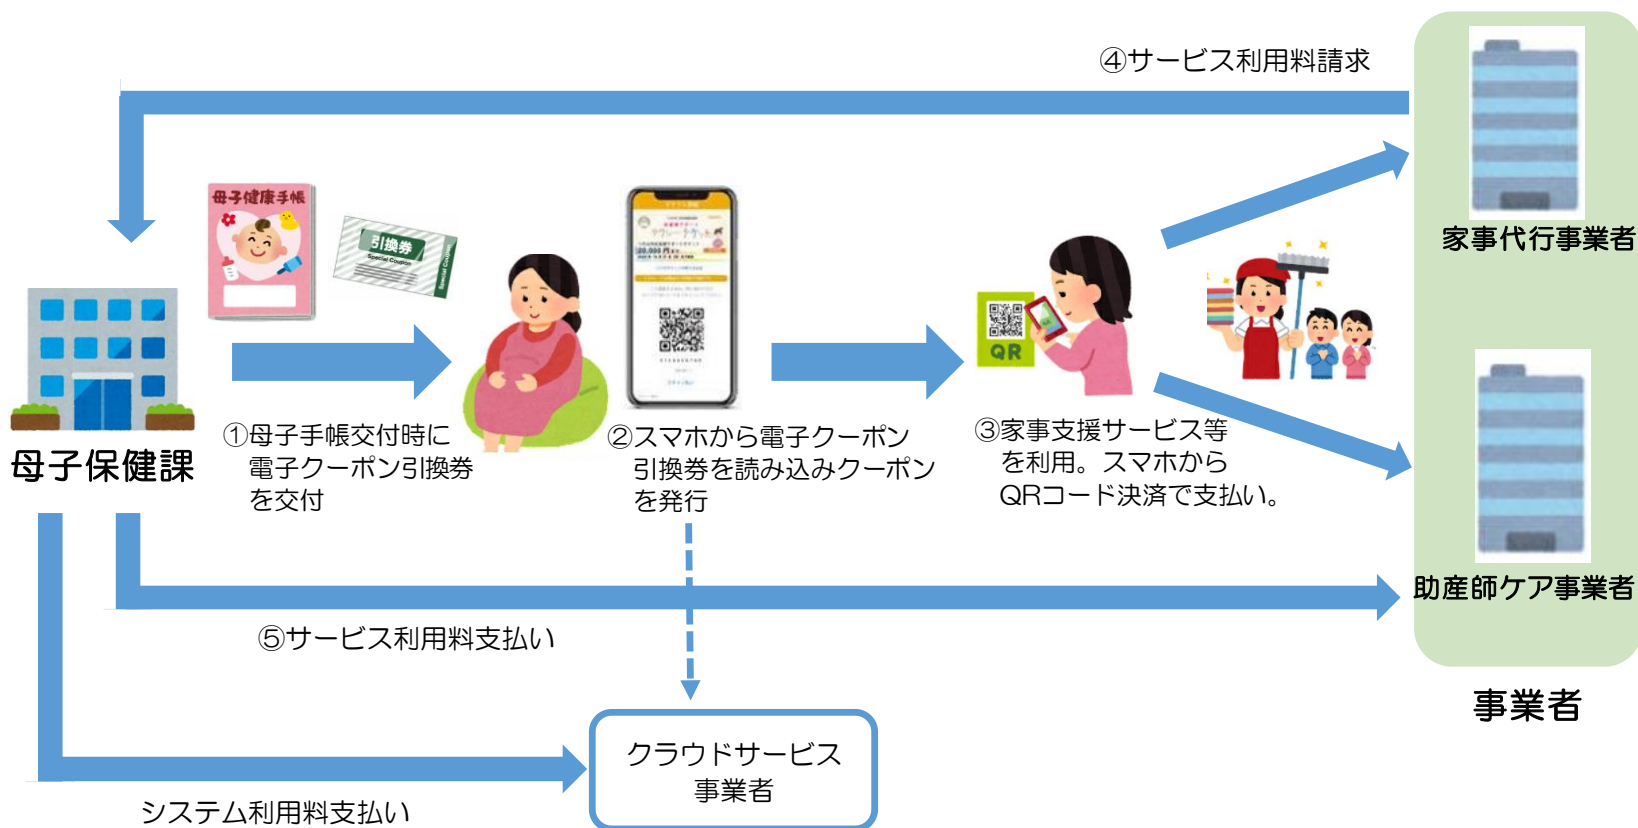 ④サービス利用料請求
母子健康手帳
引換券
Special Coupon
Special Coupon
家事代行事業者
QR
母子保健課
①母子手帳交付時に
電子クーポン引換券
を交付
②スマホから電子クーポン
引換券を読み込みクーポン
を発行
③家事支援サービス等
を利用。スマホから
QRコード決済で支払い。
助産師ケア事業者
⑤サービス利用料支払い
事業者
クラウドサービス
事業者
システム利用料支払い